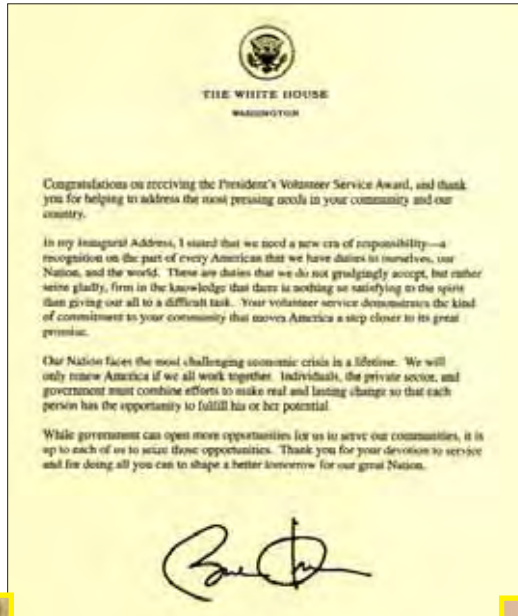 THE WHITE HOUSE
WASHINGTON
Congratulations on receiving the President's Volunteer Service Award, and thank
you for helping to address the most pressing needs in your community and our
country.
In my Inaugural Address, I stated that we need a new era of responsibility—a
recognition on the part of every American that we have duties to ourselves, our
Nation, and the world. These are duties that we do not grudgingly accept, but rather
seize gladly, firm in the knowledge that there is nothing so satisfying to the spirit
than giving our all to a difficult task. Your volunteer service demonstrates the kind
of commitment to your community that moves America a step closer to its great
promise.
Our Nation faces the most challenging economic crisis in a lifetime. We will
only renew America if we all work together. Individuals, the private sector, and
government must combine efforts to make real and lasting change so that each
person has the opportunity to fulfill his or her potential.
While government can open more opportunities for us to serve our communities, it is
up to each of us to seize those opportunities. Thank you for your devotion to service
and for doing all you can to shape a better tomorrow for our great Nation.